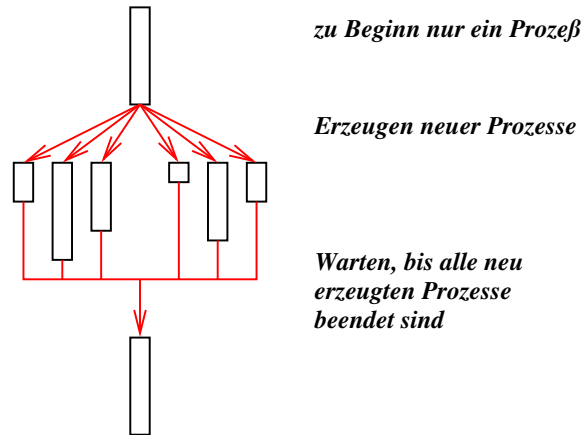 zu Beginn nur ein Prozeß
Erzeugen neuer Prozesse
Warten, bis alle neu
erzeugten Prozesse
beendet sind